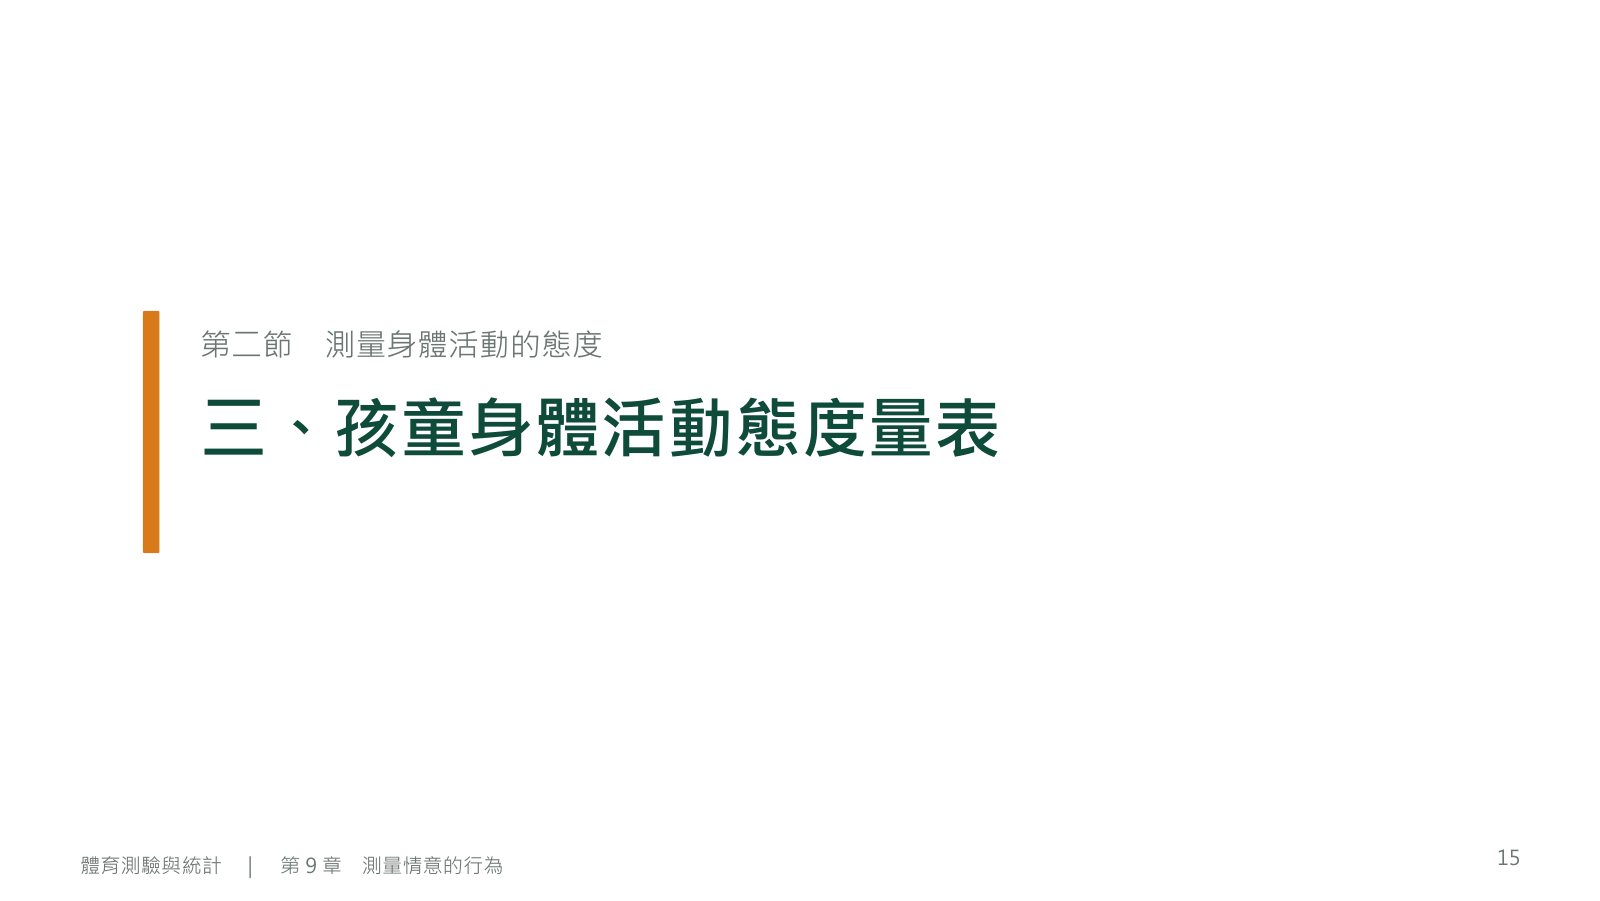 第二節　測量身體活動的態度
三、孩童身體活動態度量表
體育測驗與統計　|　第 9 章　測量情意的行為
15